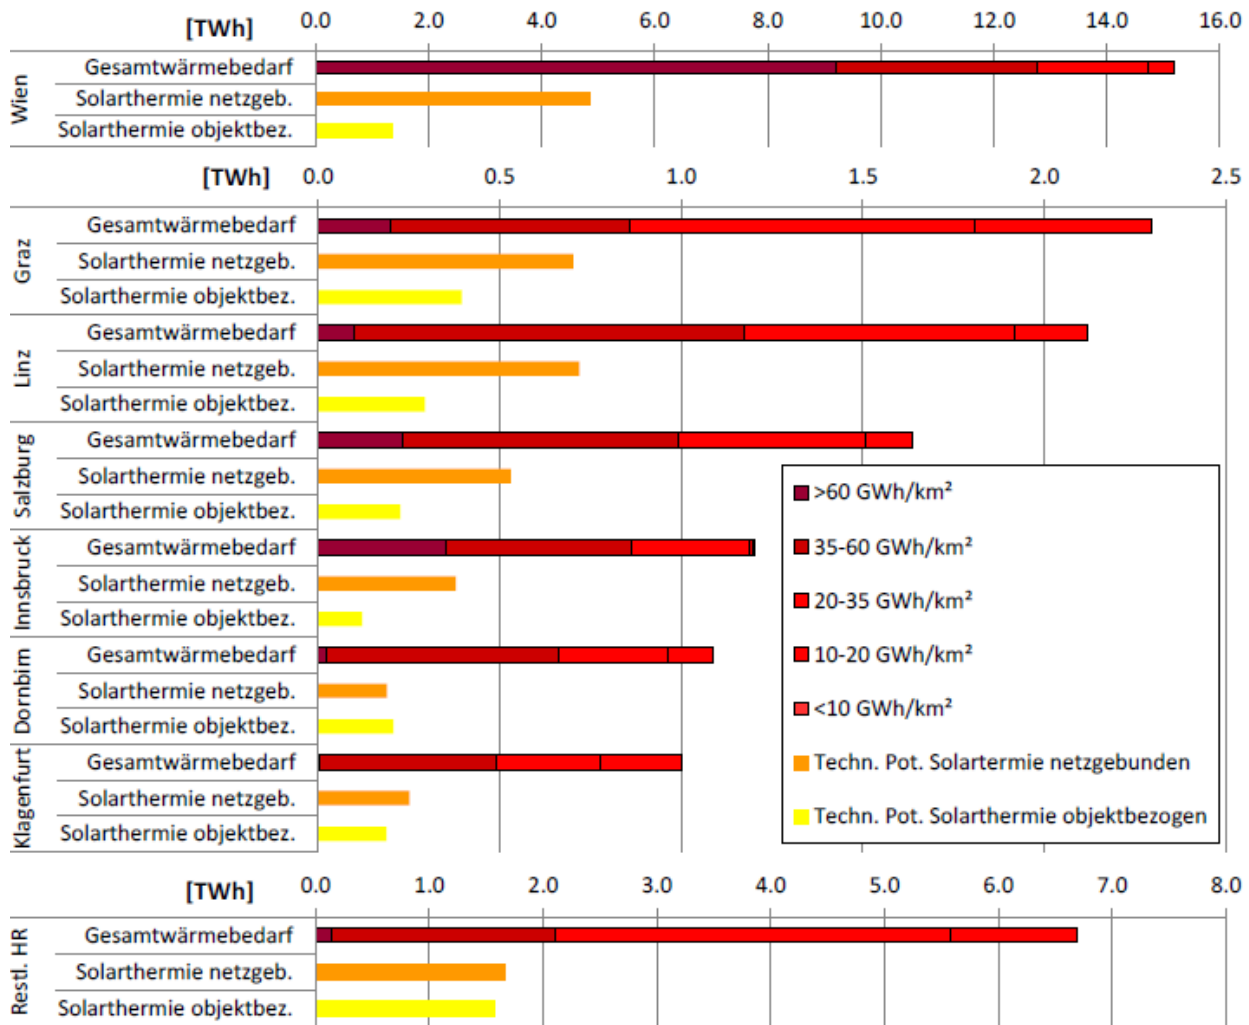 [TWh] 0.0 2.0 4.0 6.0 8.0 10.0 12.0 14.0 16.0
Wien
Gesamtwärmebedarf
Solarthermie netzgeb.
Solarthermie objektbez.
[TWh] 0.0 0.5 1.0 1.5 2.0 2.5
Graz
Gesamtwärmebedarf
Solarthermie netzgeb.
Solarthermie objektbez.
Linz
Gesamtwärmebedarf
Solarthermie netzgeb.
Solarthermie objektbez.
Salzburg
Gesamtwärmebedarf
Solarthermie netzgeb.
Solarthermie objektbez.
Innsbruck
Gesamtwärmebedarf
Solarthermie netzgeb.
Solarthermie objektbez.
Dornbirn
Gesamtwärmebedarf
Solarthermie netzgeb.
Solarthermie objektbez.
Klagenfurt
Gesamtwärmebedarf
Solarthermie netzgeb.
Solarthermie objektbez.
>60 GWh/km²
35-60 GWh/km²
20-35 GWh/km²
10-20 GWh/km²
<10 GWh/km²
Techn. Pot. Solartermie netzgebunden
Techn. Pot. Solarthermie objektbezogen
[TWh] 0.0 1.0 2.0 3.0 4.0 5.0 6.0 7.0 8.0
Restl. HR
Gesamtwärmebedarf
Solarthermie netzgeb.
Solarthermie objektbez.